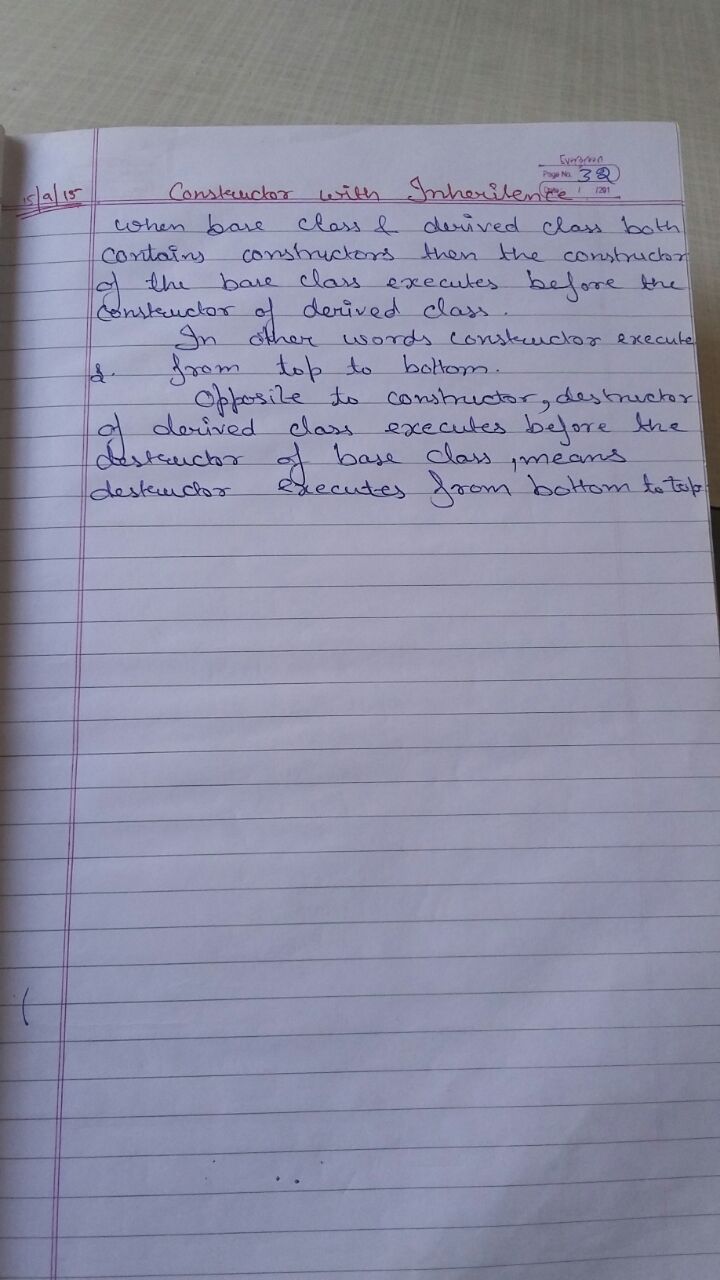 Evergreen
Page No. 32
Date / /201
15/9/15 Constructor with Inheritence
when base class & derived class both
contains constructors then the constructor
of the base class executes before the
constructor of derived class.
In other words constructor execute
&. from top to bottom.
Opposite to constructor, destructor
of derived class executes before the
destructor of base class, means
destructor executes from bottom to top